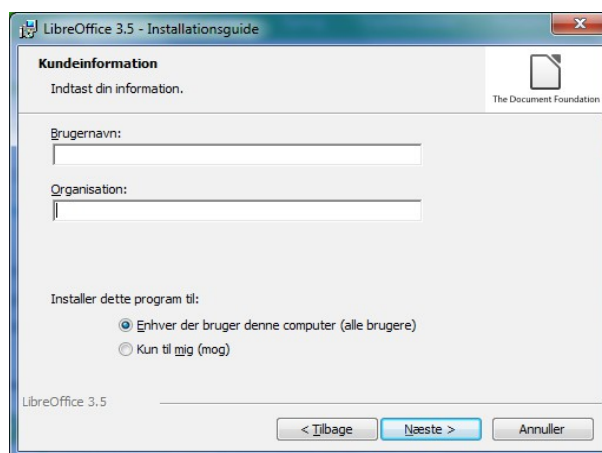 LibreOffice 3.5 - Installationsguide
Kundeinformation
Indtast din information.
The Document Foundation
Brugernavn:
Organisation:
Installer dette program til:
Enhver der bruger denne computer (alle brugere)
Kun til mig (mog)
LibreOffice 3.5
< Tilbage
Næste >
Annuller